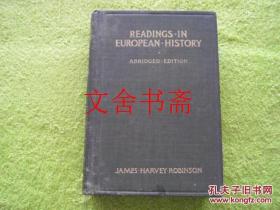 READINGS·IN
EUROPEAN·HISTORY
ABRIDGED·EDITION
文舍书斋
JAMES·HARVEY·ROBINSON